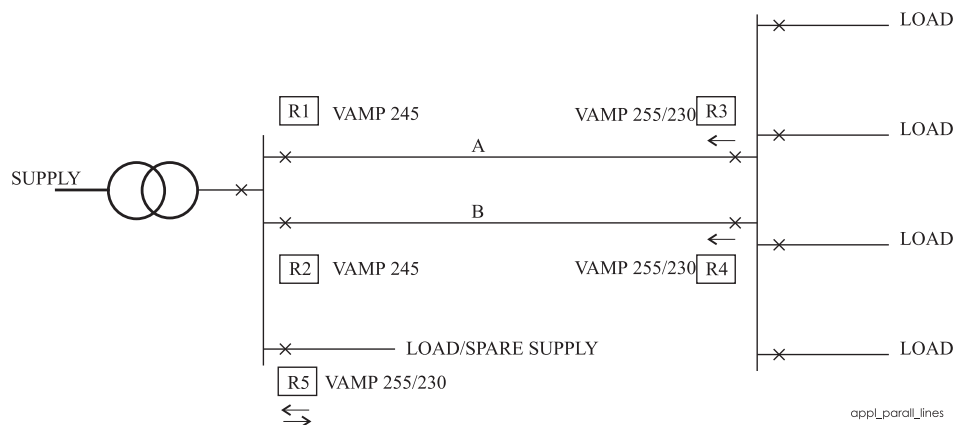 LOAD
R1 VAMP 245
VAMP 255/230 R3
LOAD
A
SUPPLY
B
R2 VAMP 245
VAMP 255/230 R4
LOAD
LOAD/SPARE SUPPLY
LOAD
R5 VAMP 255/230
appl_parall_lines